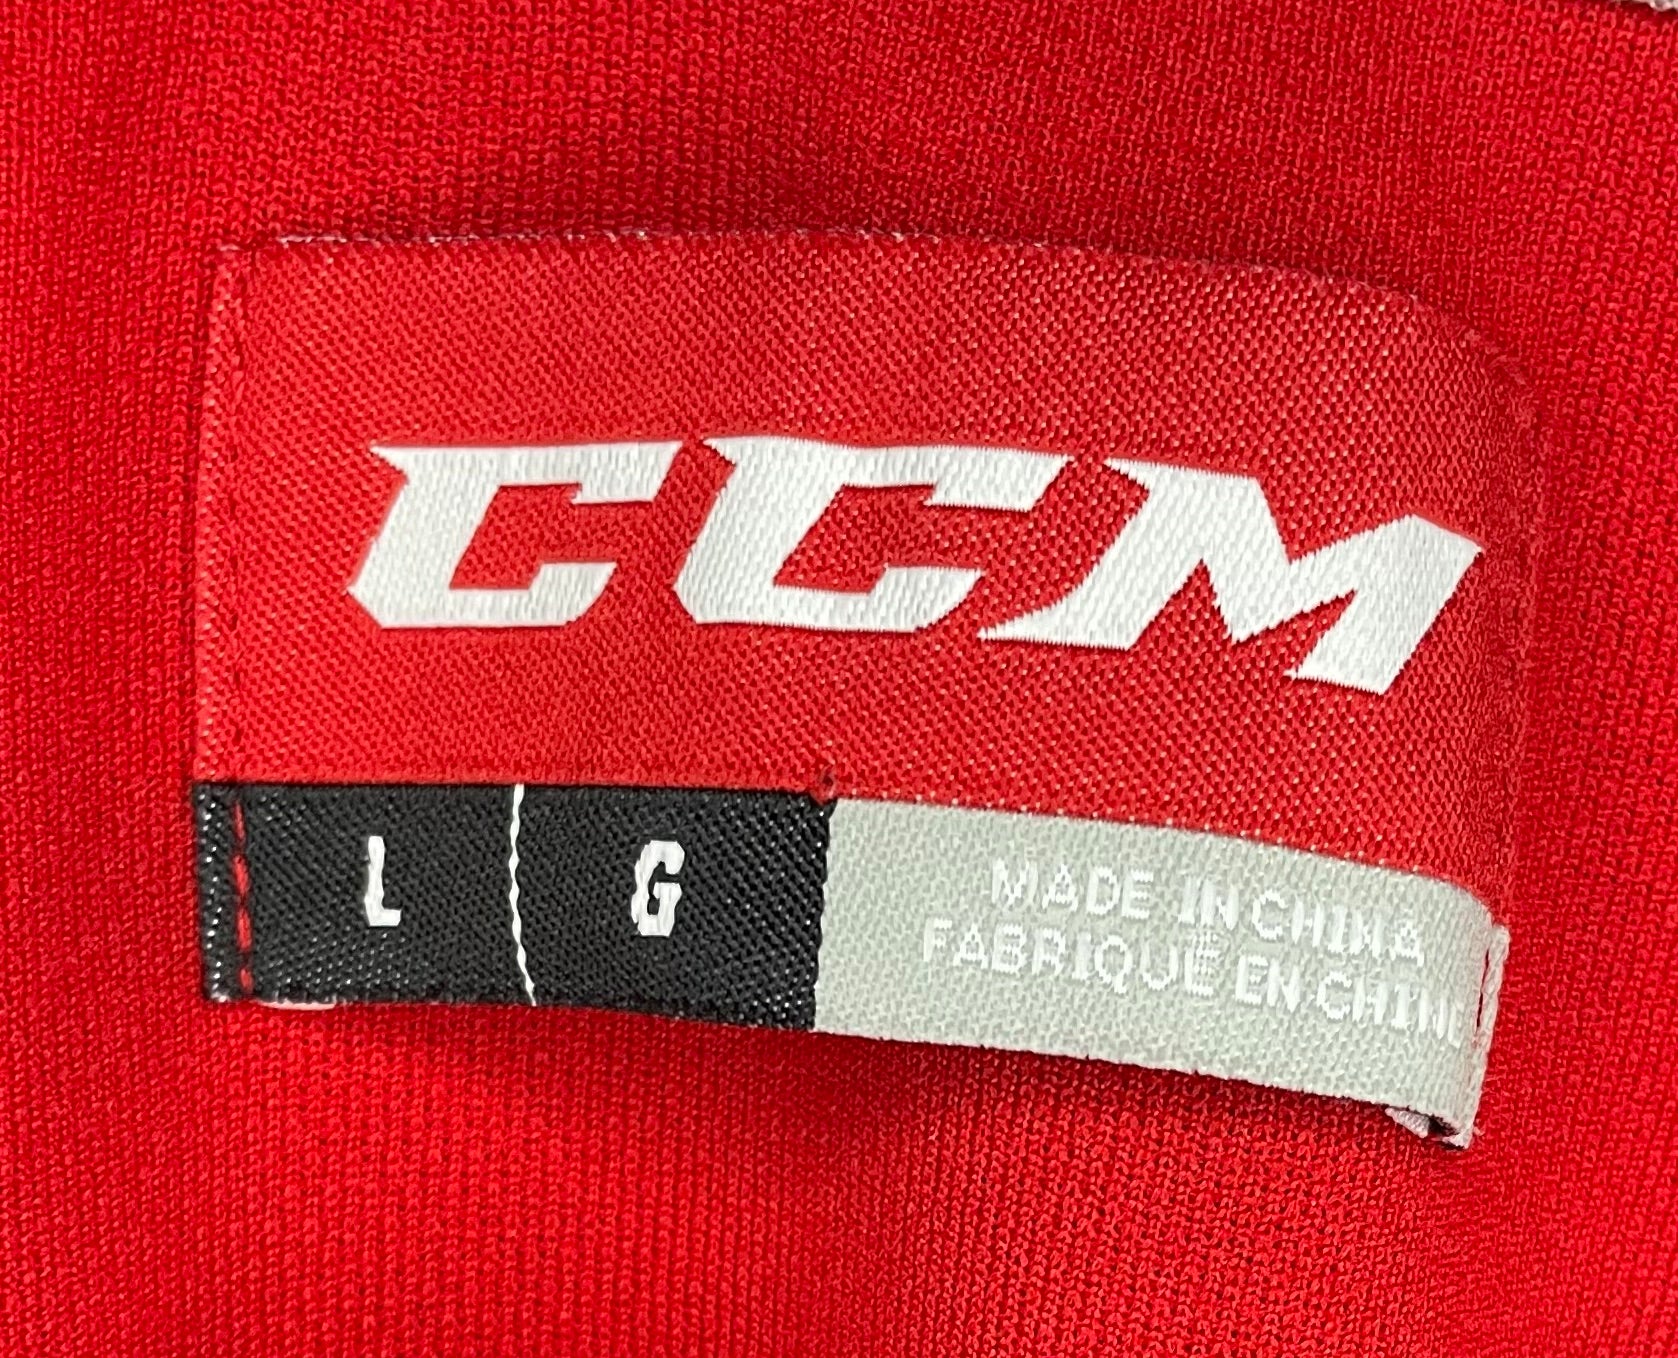 CCM
L G
MADE IN CHINA
FABRIQUÉ EN CHINE